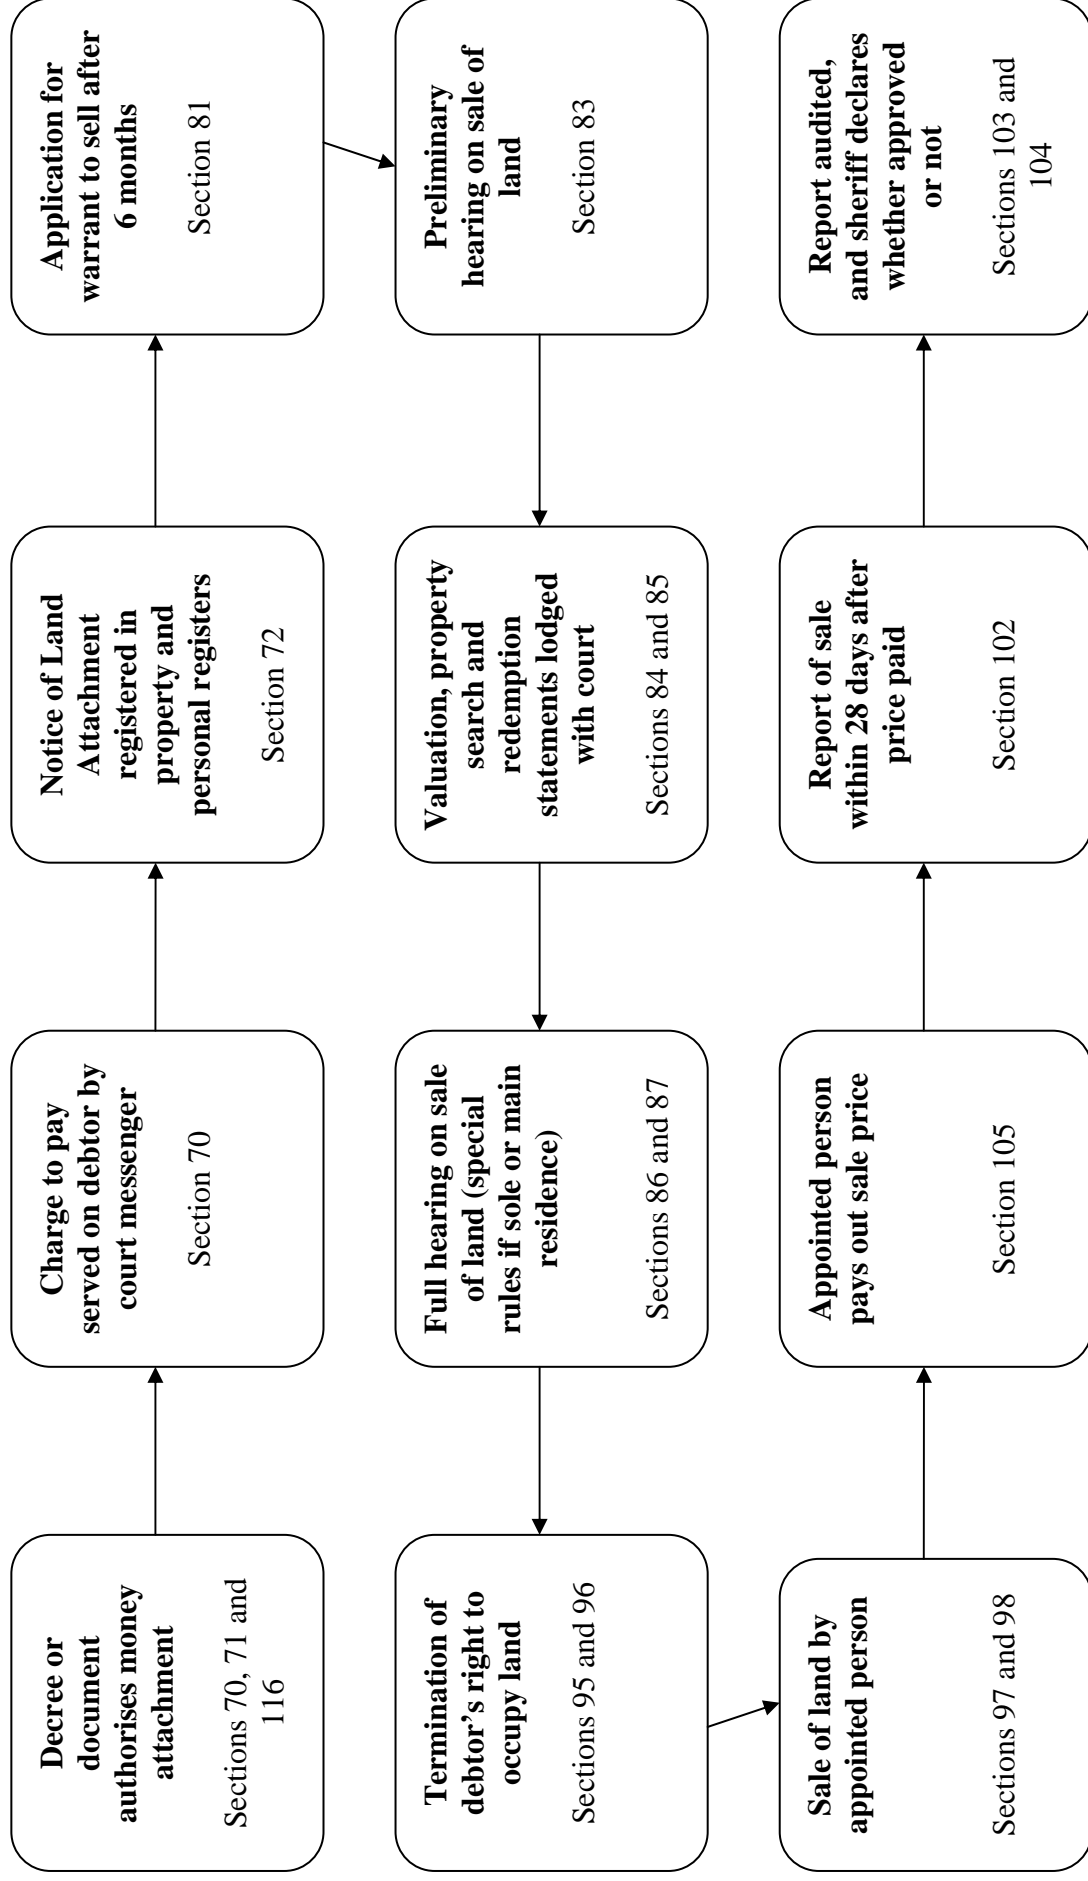 Decree or
document
authorises money
attachment
Sections 70, 71 and
116
Charge to pay
served on debtor by
court messenger
Section 70
Notice of Land
Attachment
registered in
property and
personal registers
Section 72
Application for
warrant to sell after
6 months
Section 81
Preliminary
hearing on sale of
land
Section 83
Valuation, property
search and
redemption
statements lodged
with court
Sections 84 and 85
Full hearing on sale
of land (special
rules if sole or main
residence)
Sections 86 and 87
Termination of
debtor’s right to
occupy land
Sections 95 and 96
Sale of land by
appointed person
Sections 97 and 98
Appointed person
pays out sale price
Section 105
Report of sale
within 28 days after
price paid
Section 102
Report audited,
and sheriff declares
whether approved
or not
Sections 103 and
104